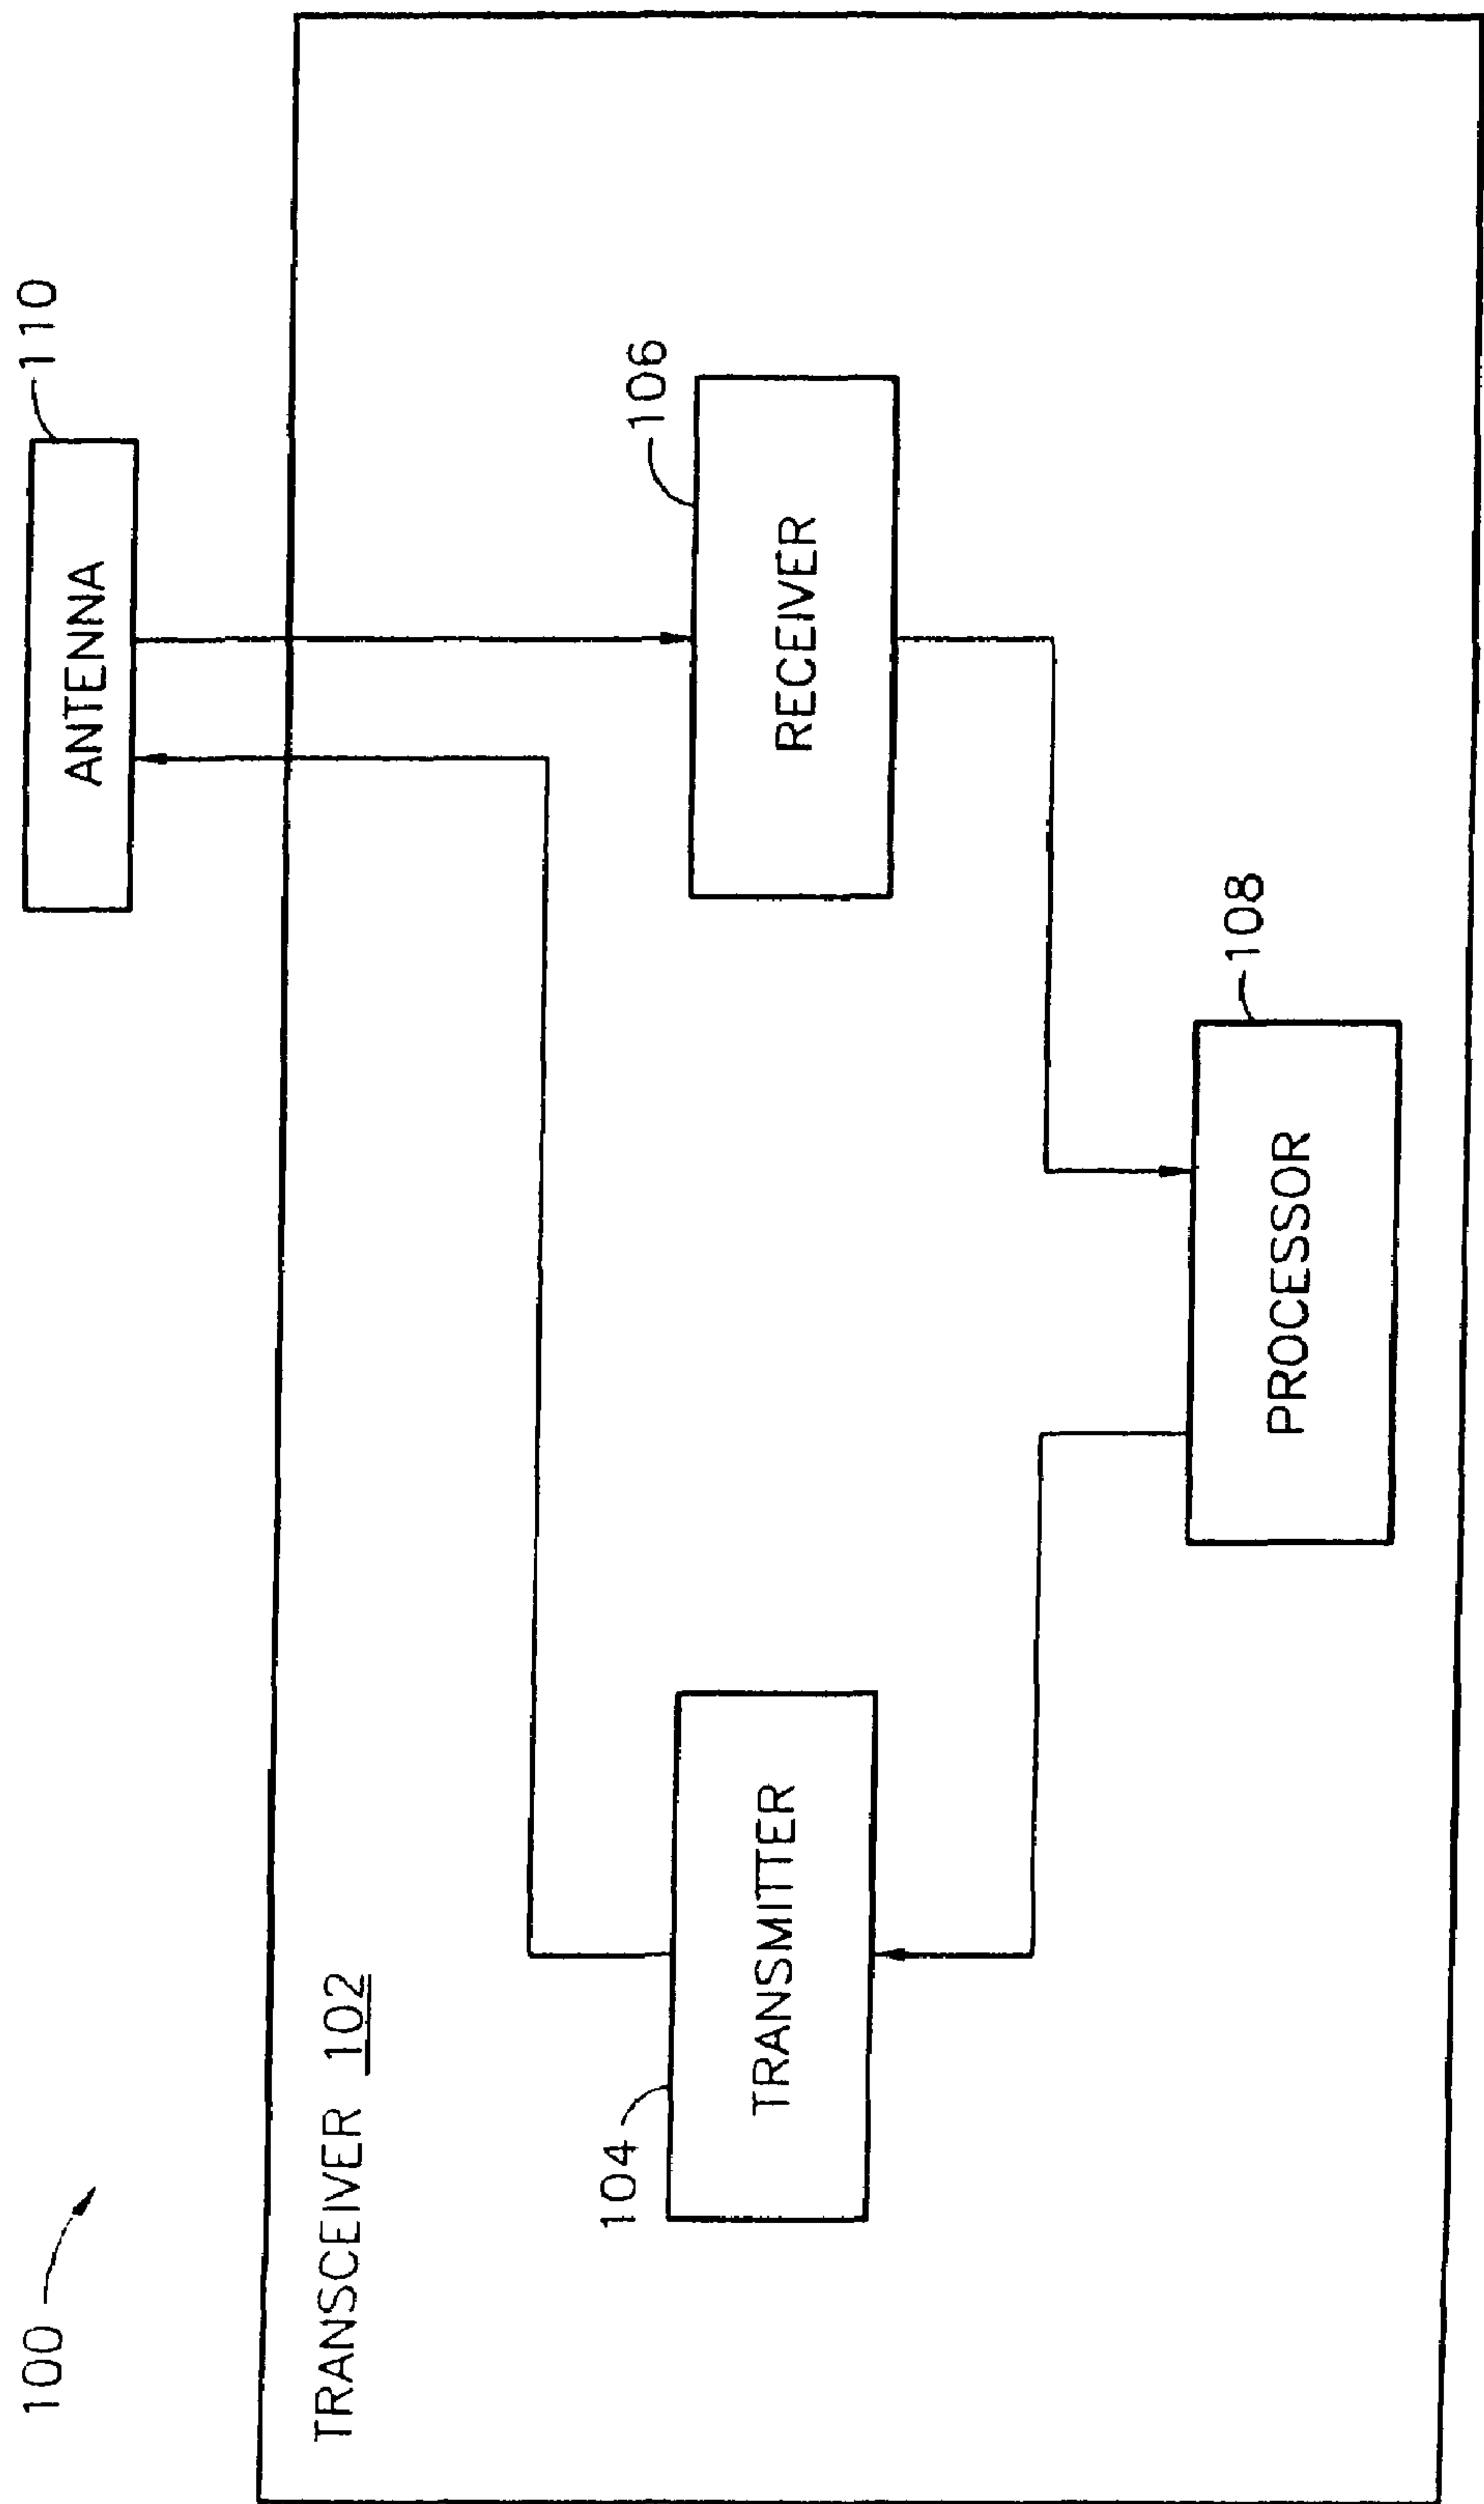 100
110
ANTENNA
TRANSCEIVER 102
104
106
TRANSMITTER
RECEIVER
108
PROCESSOR